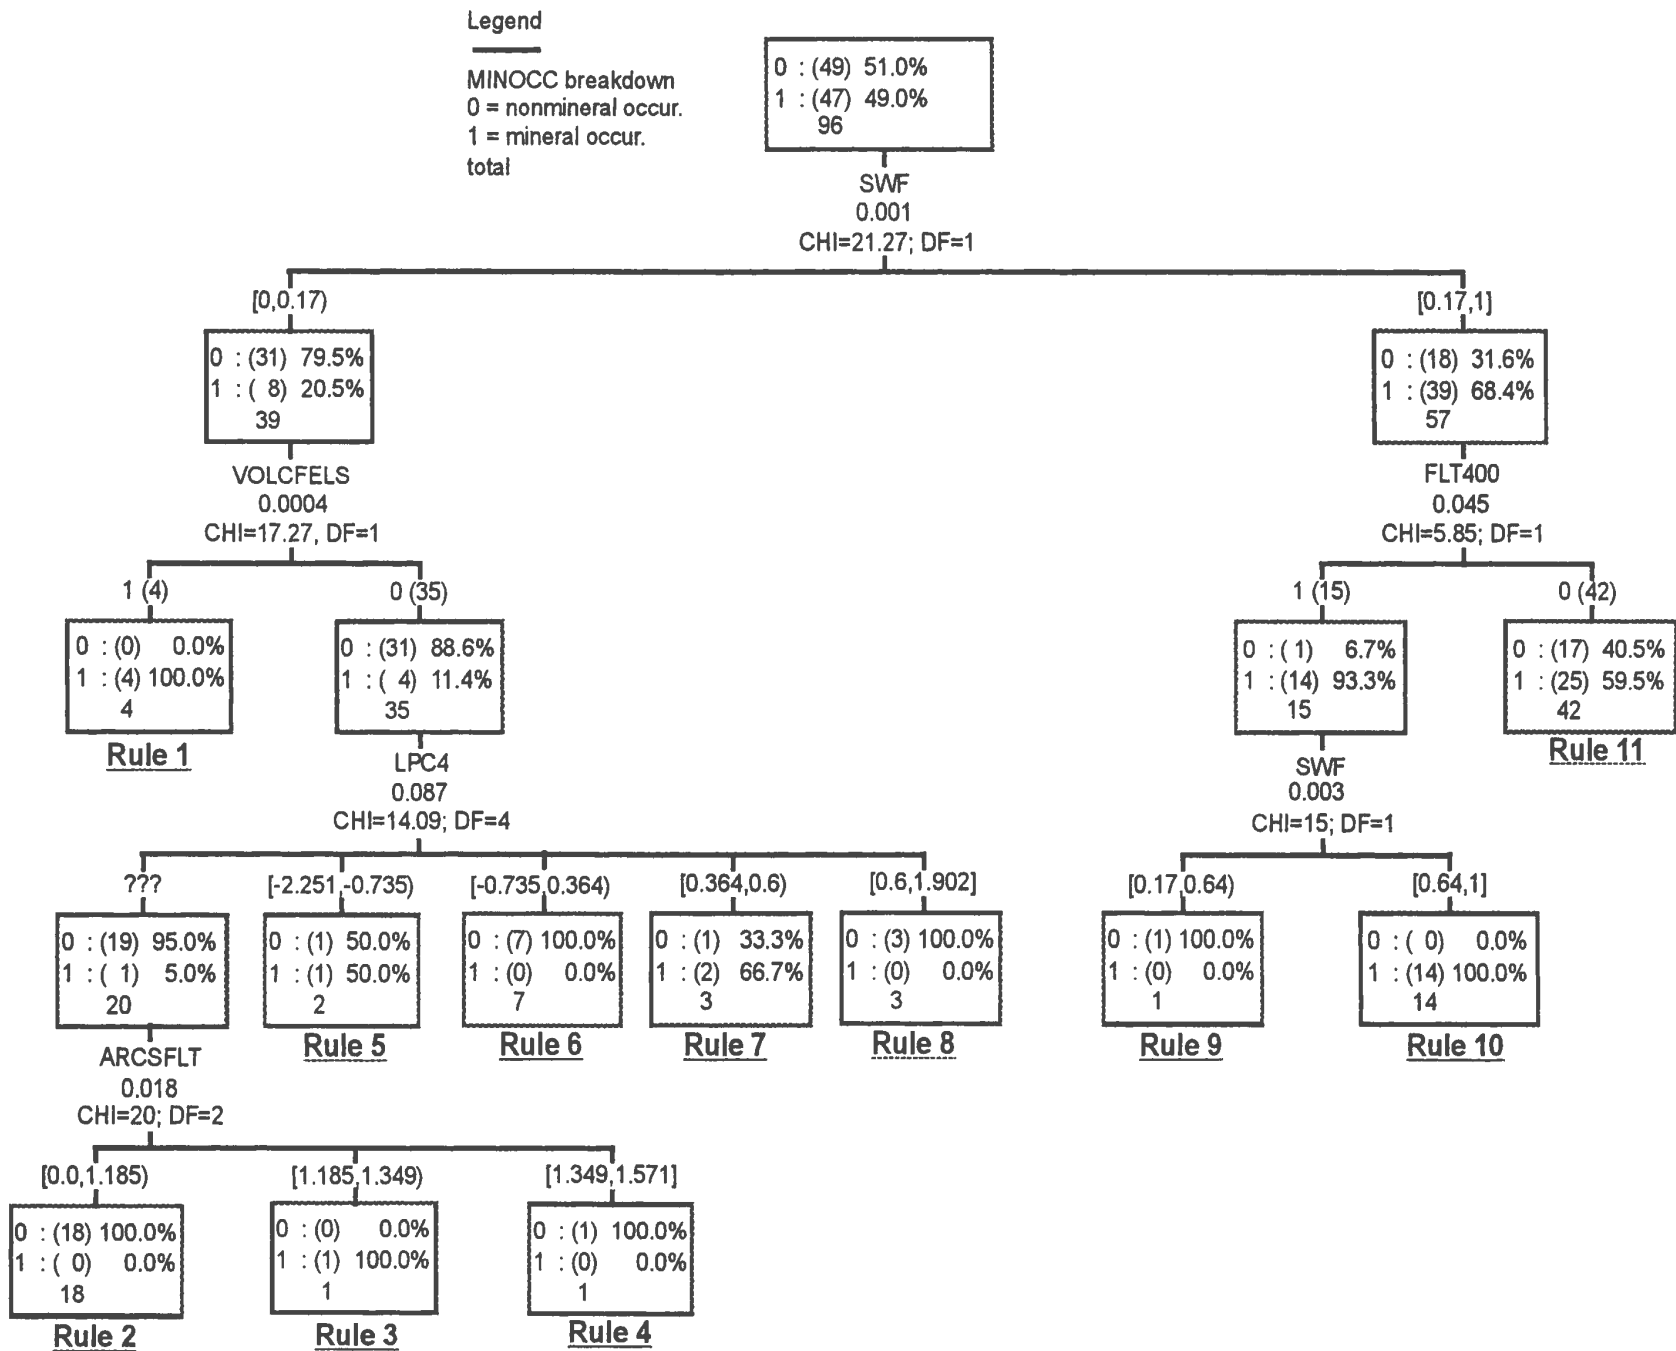 Legend
MINOCC breakdown
0 = nonmineral occur.
1 = mineral occur.
total
0 : (49) 51.0%
1 : (47) 49.0%
96
SWF
0.001
CHI=21.27; DF=1
[0,0.17)
0 : (31) 79.5%
1 : ( 8) 20.5%
39
VOLCFELS
0.0004
CHI=17.27, DF=1
[0.17,1]
0 : (18) 31.6%
1 : (39) 68.4%
57
FLT400
0.045
CHI=5.85; DF=1
1 (4)
0 : (0) 0.0%
1 : (4) 100.0%
4
Rule 1
0 (35)
0 : (31) 88.6%
1 : ( 4) 11.4%
35
LPC4
0.087
CHI=14.09; DF=4
1 (15)
0 : ( 1) 6.7%
1 : (14) 93.3%
15
SWF
0.003
CHI=15; DF=1
0 (42)
0 : (17) 40.5%
1 : (25) 59.5%
42
Rule 11
???
0 : (19) 95.0%
1 : ( 1) 5.0%
20
ARCSFLT
0.018
CHI=20; DF=2
[-2.251,-0.735)
0 : (1) 50.0%
1 : (1) 50.0%
2
Rule 5
[-0.735,0.364)
0 : (7) 100.0%
1 : (0) 0.0%
7
Rule 6
[0.364,0.6)
0 : (1) 33.3%
1 : (2) 66.7%
3
Rule 7
[0.6,1.902]
0 : (3) 100.0%
1 : (0) 0.0%
3
Rule 8
[0.17,0.64)
0 : (1) 100.0%
1 : (0) 0.0%
1
Rule 9
[0.64,1]
0 : ( 0) 0.0%
1 : (14) 100.0%
14
Rule 10
[0.0,1.185)
0 : (18) 100.0%
1 : ( 0) 0.0%
18
Rule 2
[1.185,1.349)
0 : (0) 0.0%
1 : (1) 100.0%
1
Rule 3
[1.349,1.571]
0 : (1) 100.0%
1 : (0) 0.0%
1
Rule 4